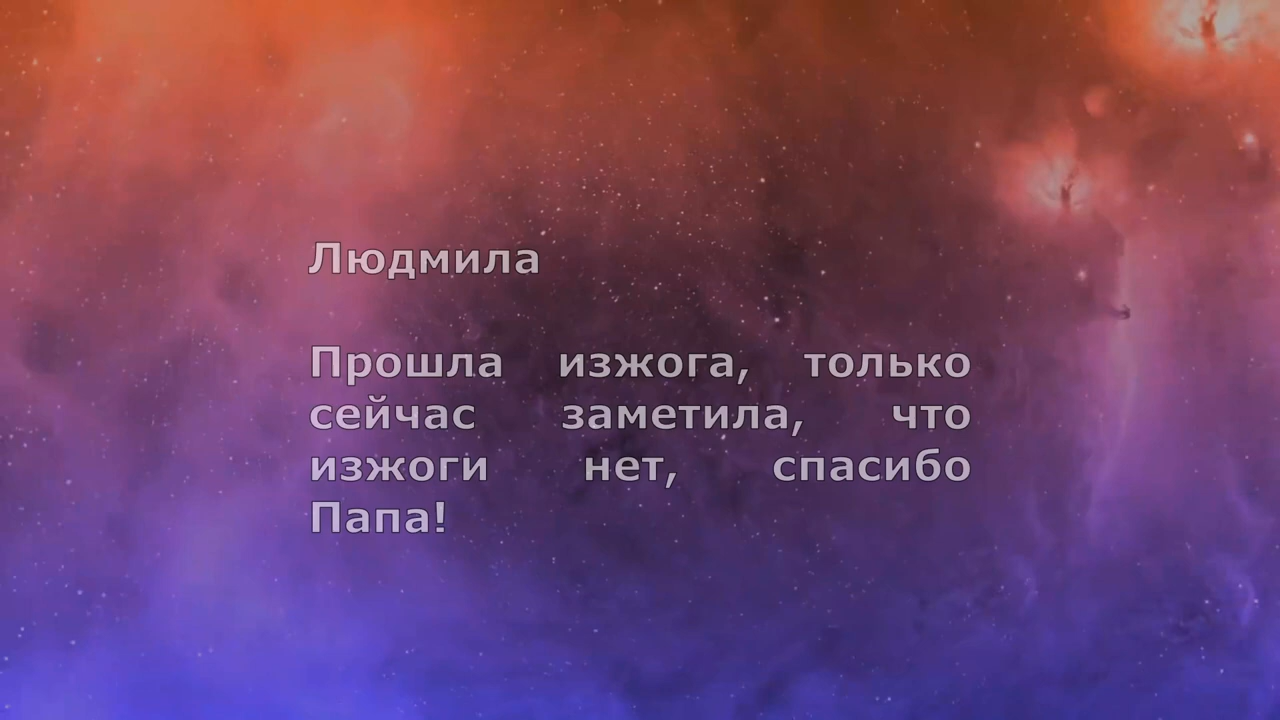 Людмила
Прошла изжога, только
сейчас заметила, что
изжоги нет, спасибо
Папа!